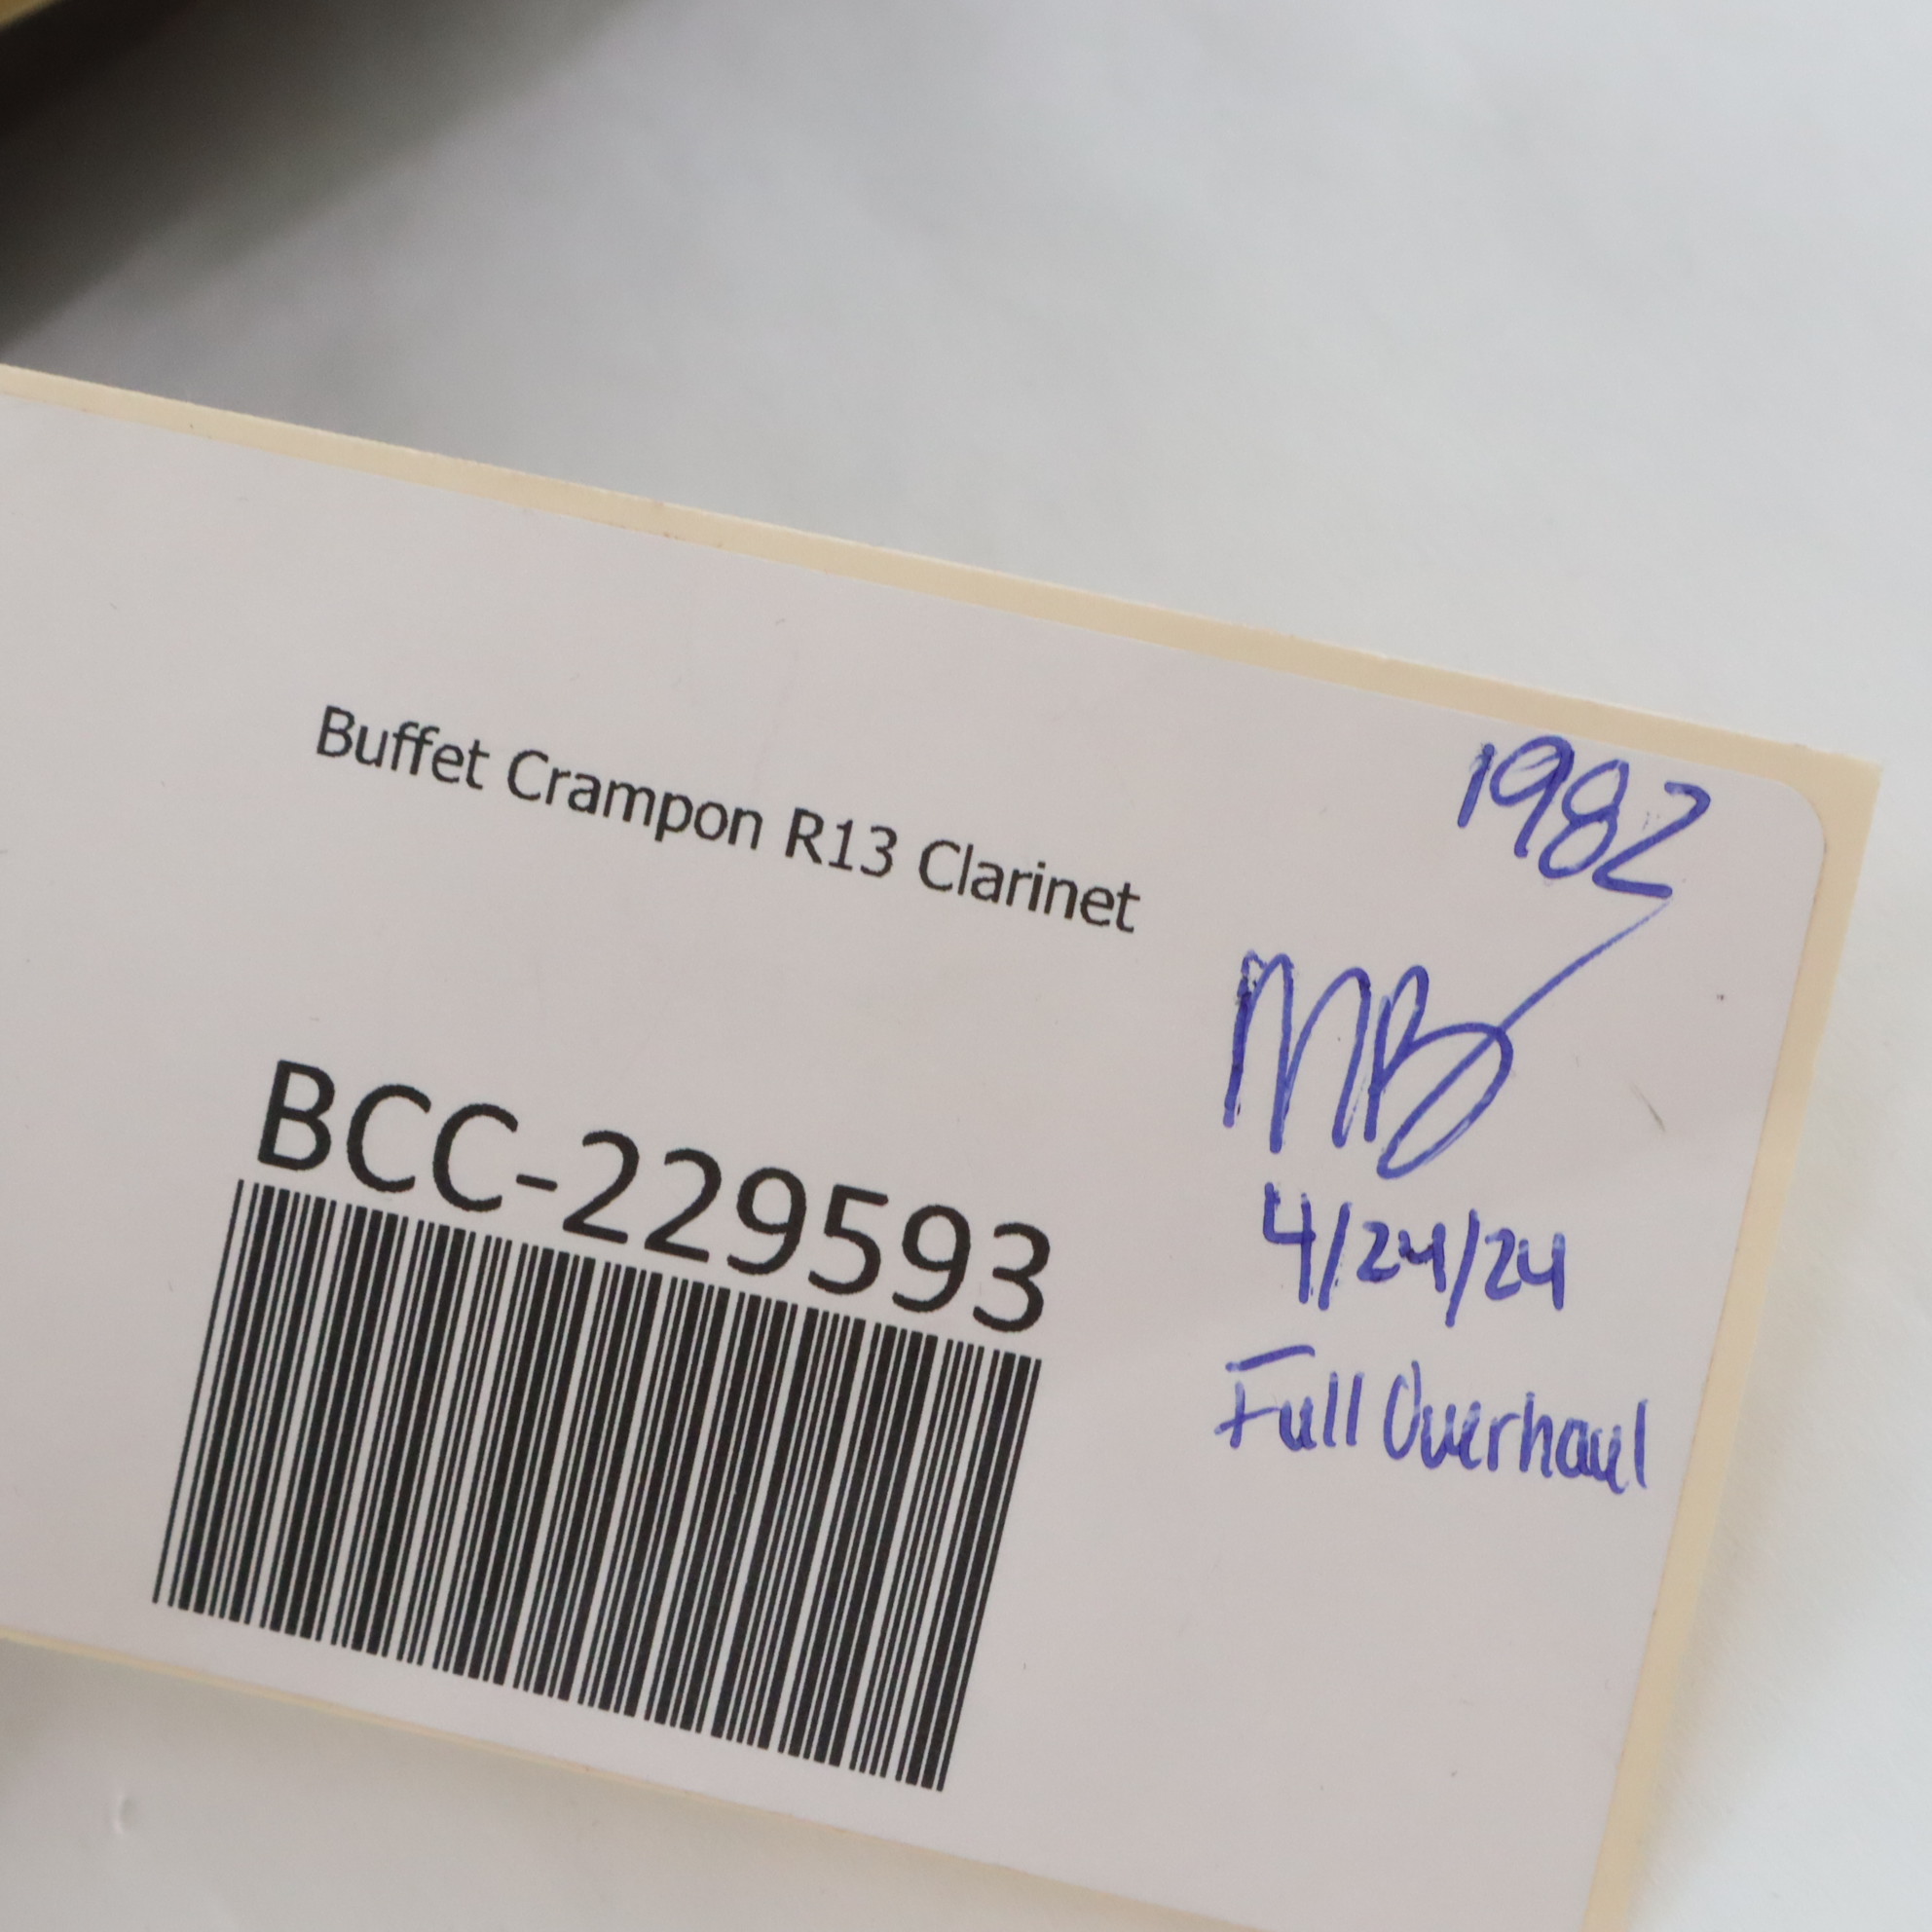 Buffet Crampon R13 Clarinet
BCC-229593
1982
MB
4/24/24
Full Overhaul